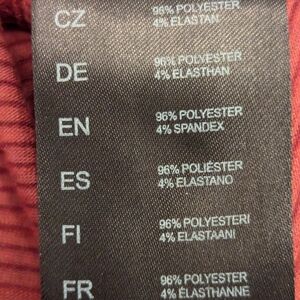 CZ 96% POLYESTER
4% ELASTAN
DE 96% POLYESTER
4% ELASTHAN
EN 96% POLYESTER
4% SPANDEX
ES 96% POLIÉSTER
4% ELASTANO
FI 96% POLYESTERI
4% ELASTAANI
FR 96% POLYESTER
4% ÉLASTHANNE